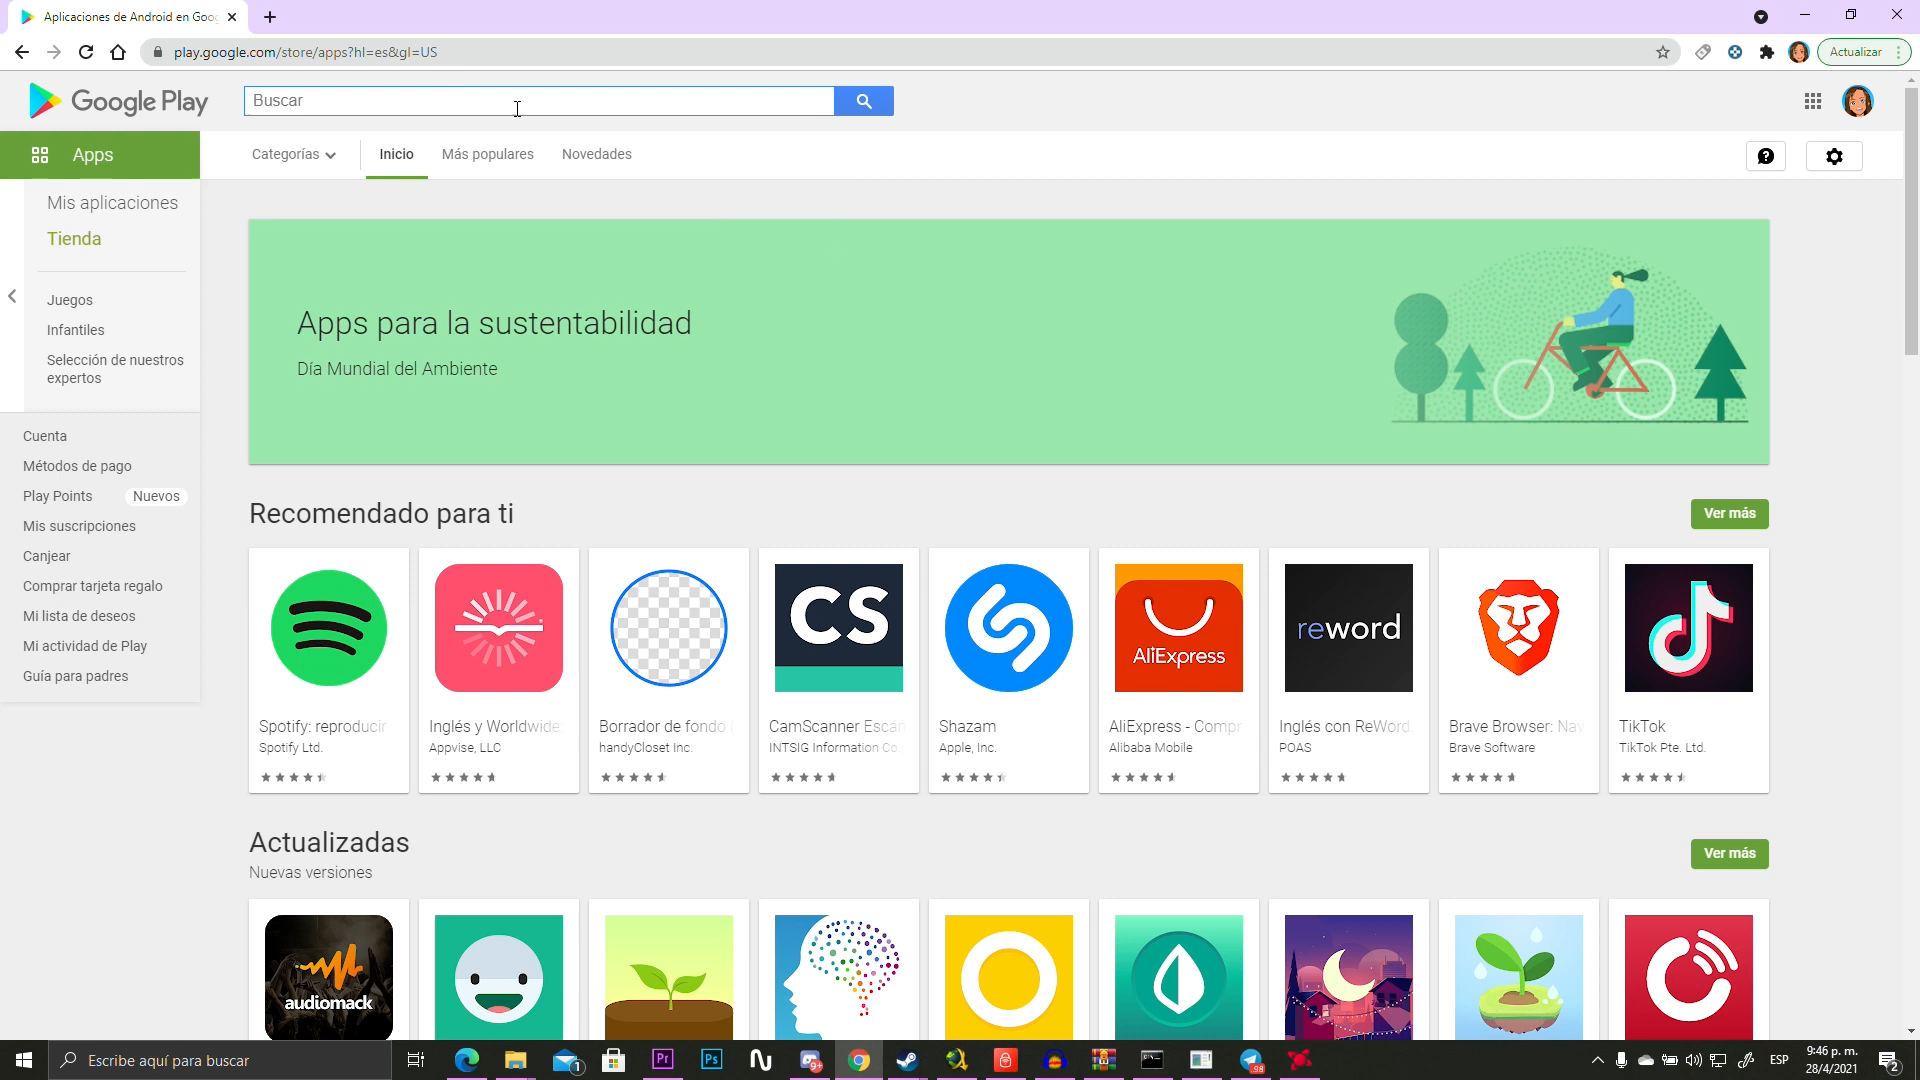 Aplicaciones de Android en Goo
play.google.com/store/apps?hl=es&gl=US
Actualizar
Google Play
Buscar
Apps
Categorías
Inicio
Más populares
Novedades
Mis aplicaciones
Tienda
Juegos
Infantiles
Selección de nuestros
expertos
Cuenta
Métodos de pago
Play Points
Nuevos
Mis suscripciones
Canjear
Comprar tarjeta regalo
Mi lista de deseos
Mi actividad de Play
Guía para padres
Apps para la sustentabilidad
Día Mundial del Ambiente
Recomendado para ti
Ver más
CS
AliExpress
reword
Spotify: reproducir
Spotify Ltd.
Inglés y Worldwide
Appvise, LLC
Borrador de fondo
handyCloset Inc.
CamScanner Escán
INTSIG Information Co.
Shazam
Apple, Inc.
AliExpress - Compr
Alibaba Mobile
Inglés con ReWord
POAS
Brave Browser: Nav
Brave Software
TikTok
TikTok Pte. Ltd.
Actualizadas
Nuevas versiones
Ver más
audiomack
Escribe aquí para buscar
1
Pr
Ps
9+
98
ESP
9:46 p. m.
28/4/2021
2